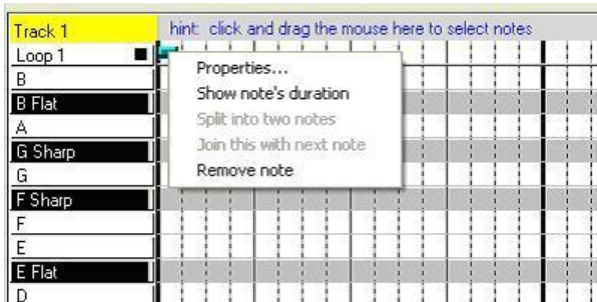 Track 1
hint: click and drag the mouse here to select notes
Loop 1
Properties...
Show note's duration
Split into two notes
Join this with next note
Remove note
B
B Flat
A
G Sharp
G
F Sharp
F
E
E Flat
D